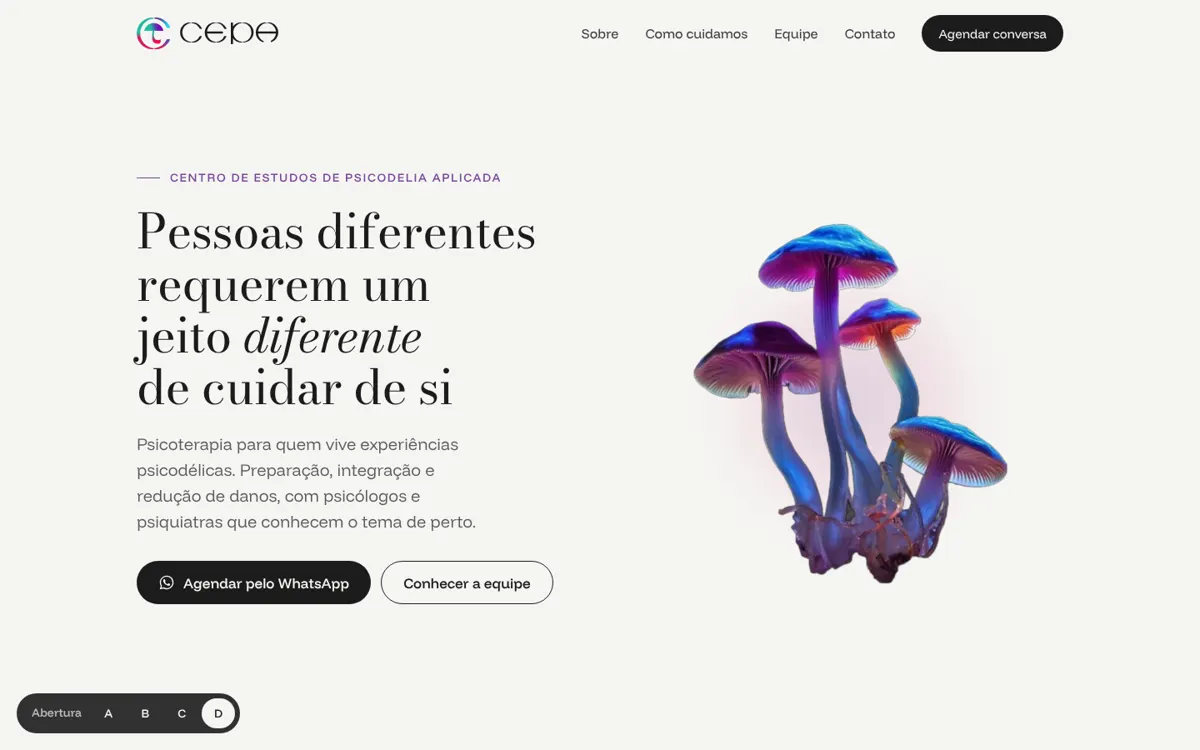 cepa
Sobre
Como cuidamos
Equipe
Contato
Agendar conversa
CENTRO DE ESTUDOS DE PSICODELIA APLICADA
Pessoas diferentes
requerem um
jeito diferente
de cuidar de si
Psicoterapia para quem vive experiências
psicodélicas. Preparação, integração e
redução de danos, com psicólogos e
psiquiatras que conhecem o tema de perto.
Agendar pelo WhatsApp
Conhecer a equipe
Abertura
A
B
C
D